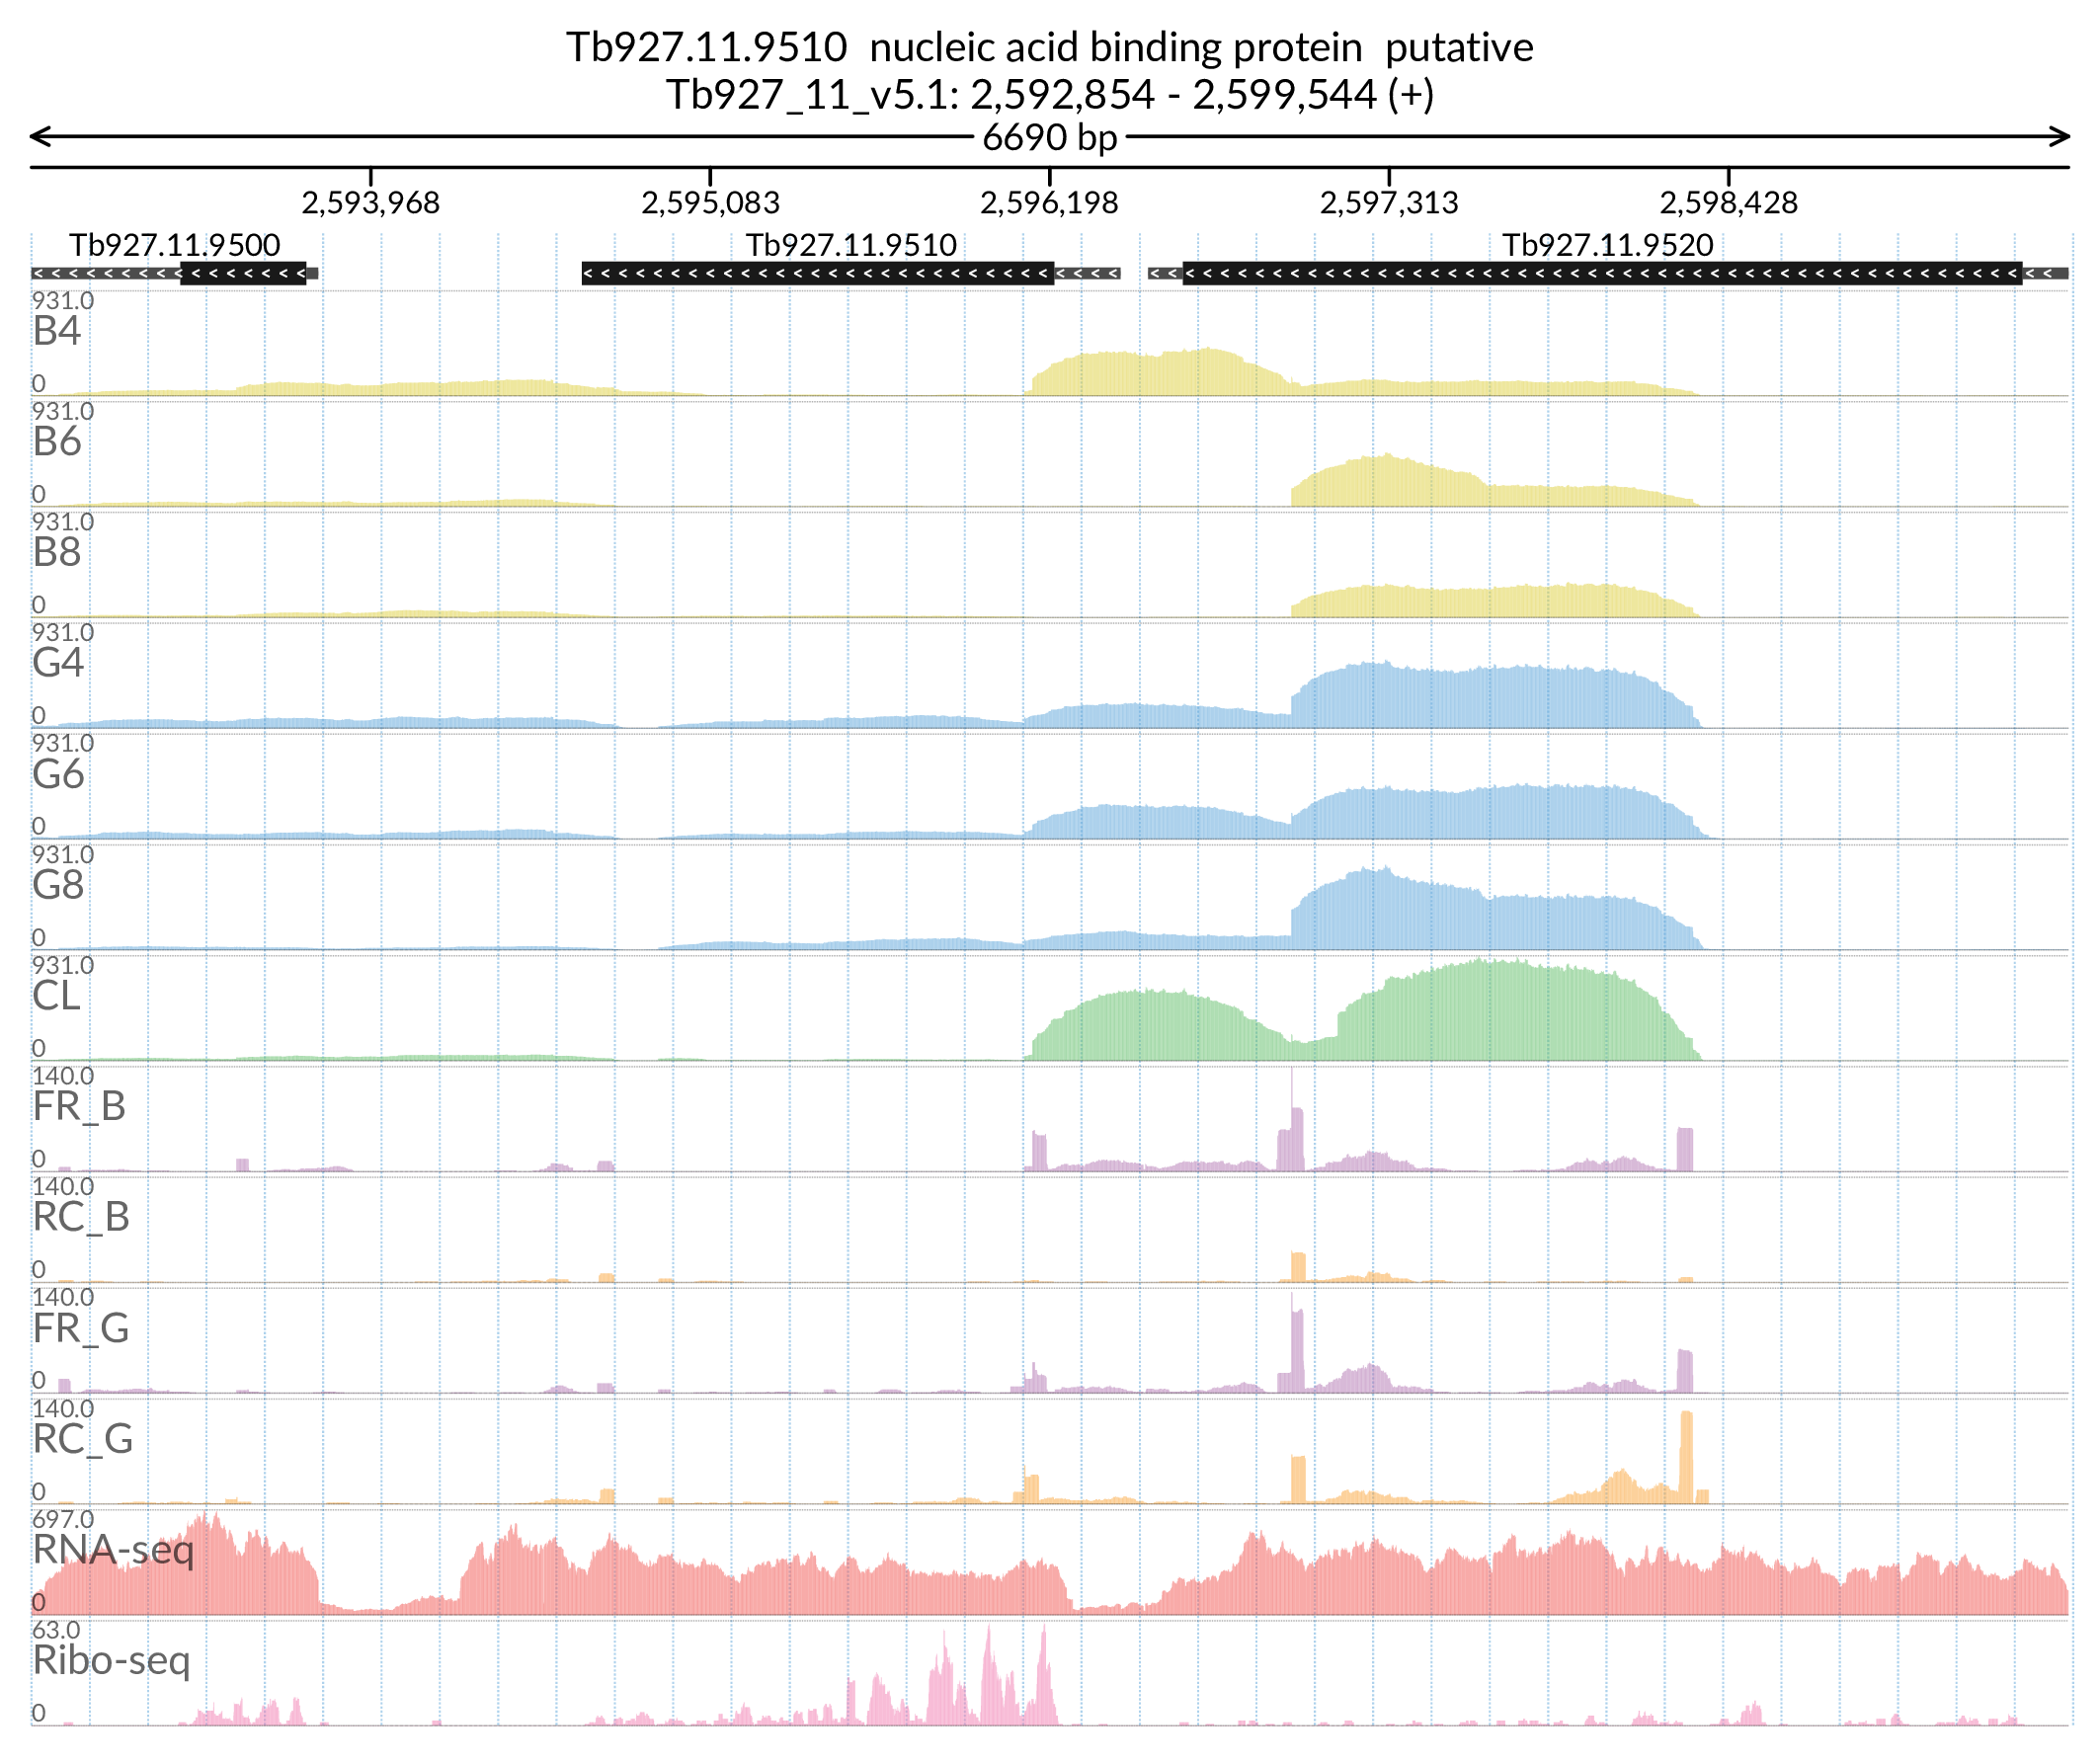 Tb927.11.9510  nucleic acid binding protein  putative
Tb927_11_v5.1: 2,592,854 - 2,599,544 (+)
6690 bp
2,593,968 2,595,083 2,596,198 2,597,313 2,598,428
Tb927.11.9500 Tb927.11.9510 Tb927.11.9520
931.0
B4
0
931.0
B6
0
931.0
B8
0
931.0
G4
0
931.0
G6
0
931.0
G8
0
931.0
CL
0
140.0
FR_B
0
140.0
RC_B
0
140.0
FR_G
0
140.0
RC_G
0
697.0
RNA-seq
0
63.0
Ribo-seq
0